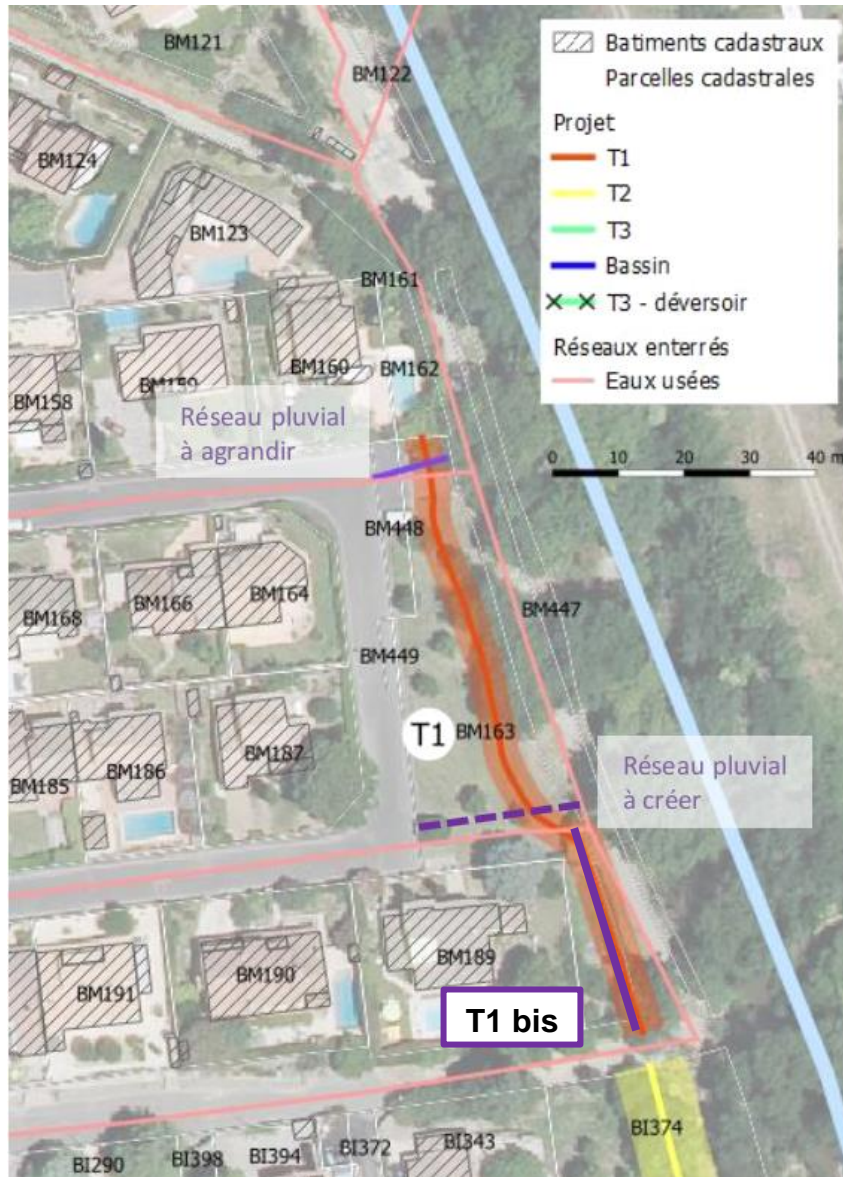 BM121
BM122
BM124
BM123
BM161
BM160
BM162
BM159
BM158
Batiments cadastraux
Parcelles cadastrales
Projet
T1
T2
T3
Bassin
T3 - déversoir
Réseaux enterrés
Eaux usées
0 10 20 30 40 m
Réseau pluvial
à agrandir
BM448
BM168
BM166
BM164
BM447
BM449
T1
BM163
BM185
BM186
BM187
Réseau pluvial
à créer
BM191
BM190
BM189
T1 bis
BI374
BI290
BI398
BI394
BI372
BI343